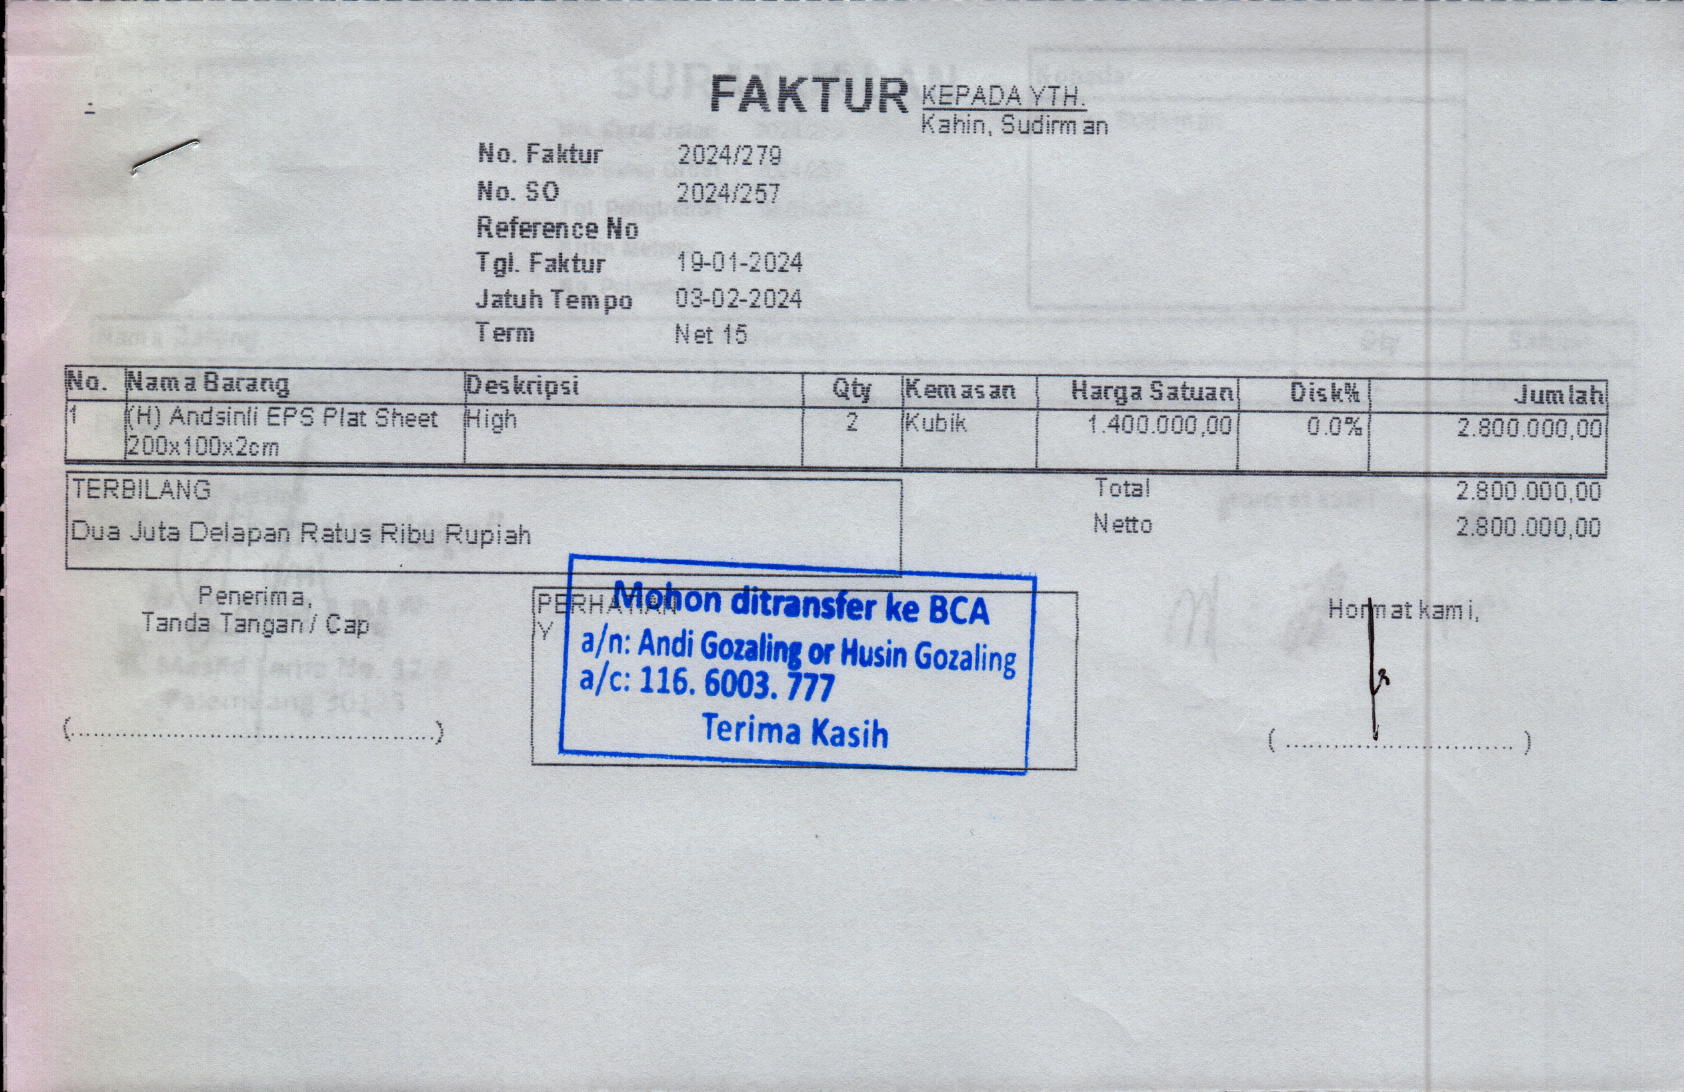 FAKTUR
KEPADA YTH.
Kahin, Sudirman
No. Faktur 2024/279
No. SO 2024/257
Reference No
Tgl. Faktur 19-01-2024
Jatuh Tempo 03-02-2024
Term Net 15
No. Nama Barang Deskripsi Qty Kemasan Harga Satuan Disk% Jumlah
1 (H) Andsinli EPS Plat Sheet High 2 Kubik 1.400.000,00 0.0% 2.800.000,00
200x100x2cm
TERBILANG
Dua Juta Delapan Ratus Ribu Rupiah
Total 2.800.000,00
Netto 2.800.000,00
Penerima,
Tanda Tangan / Cap
(................................................)
PERHATIAN
Y
Mohon ditransfer ke BCA
a/n: Andi Gozaling or Husin Gozaling
a/c: 116. 6003. 777
Terima Kasih
Hormat kami,
( .............................. )